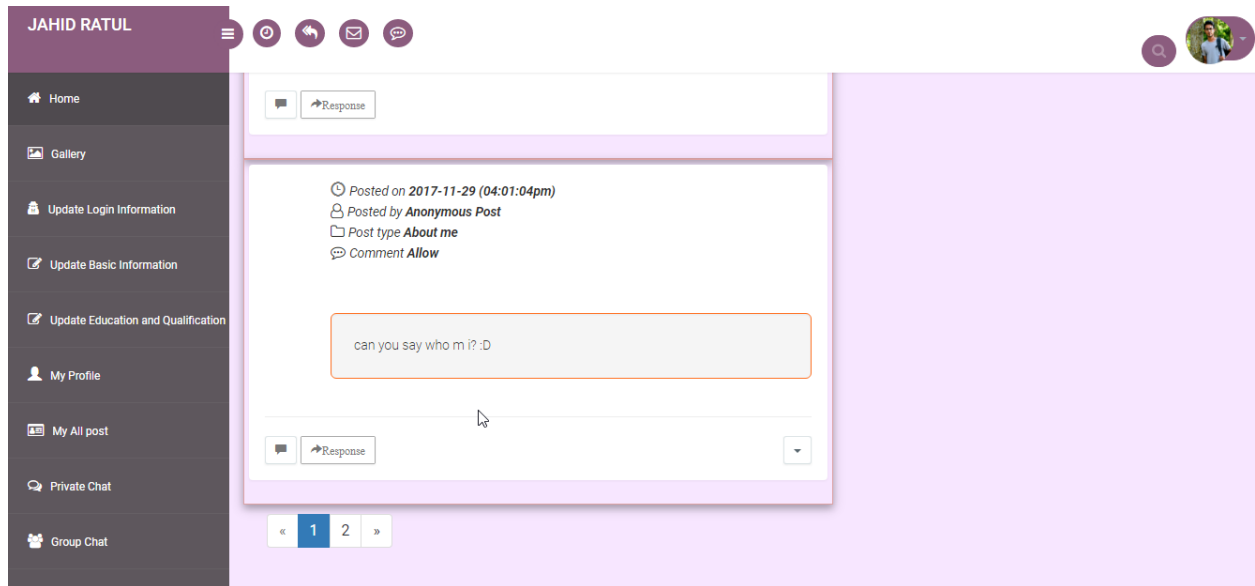 JAHID RATUL
Home
Gallery
Update Login Information
Update Basic Information
Update Education and Qualification
My Profile
My All post
Private Chat
Group Chat
Response
Posted on 2017-11-29 (04:01:04pm)
Posted by Anonymous Post
Post type About me
Comment Allow
can you say who m i? :D
Response
« 1 2 »